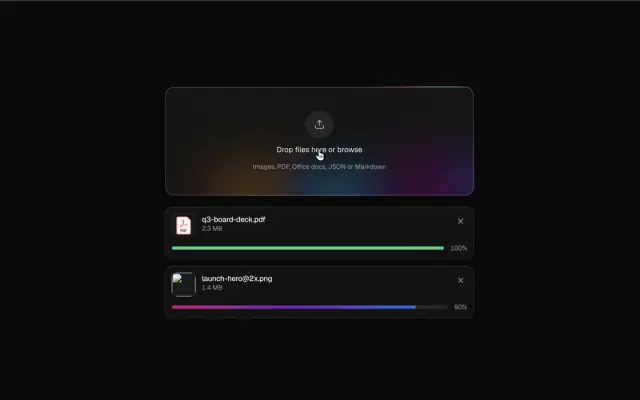 Drop files here or browse
Images, PDF, Office docs, JSON or Markdown
PDF
q3-board-deck.pdf
2.3 MB
100%
launch-hero@2x.png
1.4 MB
90%